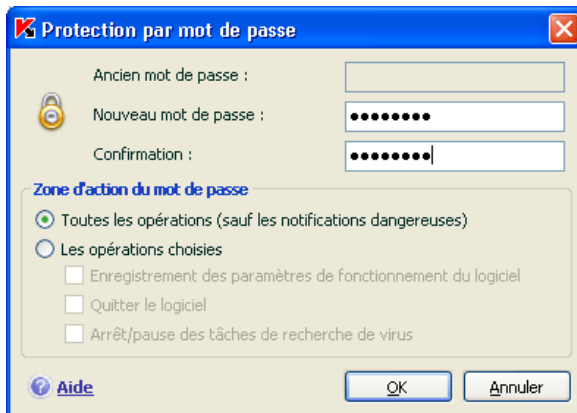 Protection par mot de passe
Ancien mot de passe :
Nouveau mot de passe : ●●●●●●●●
Confirmation : ●●●●●●●●
Zone d'action du mot de passe
Toutes les opérations (sauf les notifications dangereuses)
Les opérations choisies
Enregistrement des paramètres de fonctionnement du logiciel
Quitter le logiciel
Arrêt/pause des tâches de recherche de virus
Aide
OK
Annuler